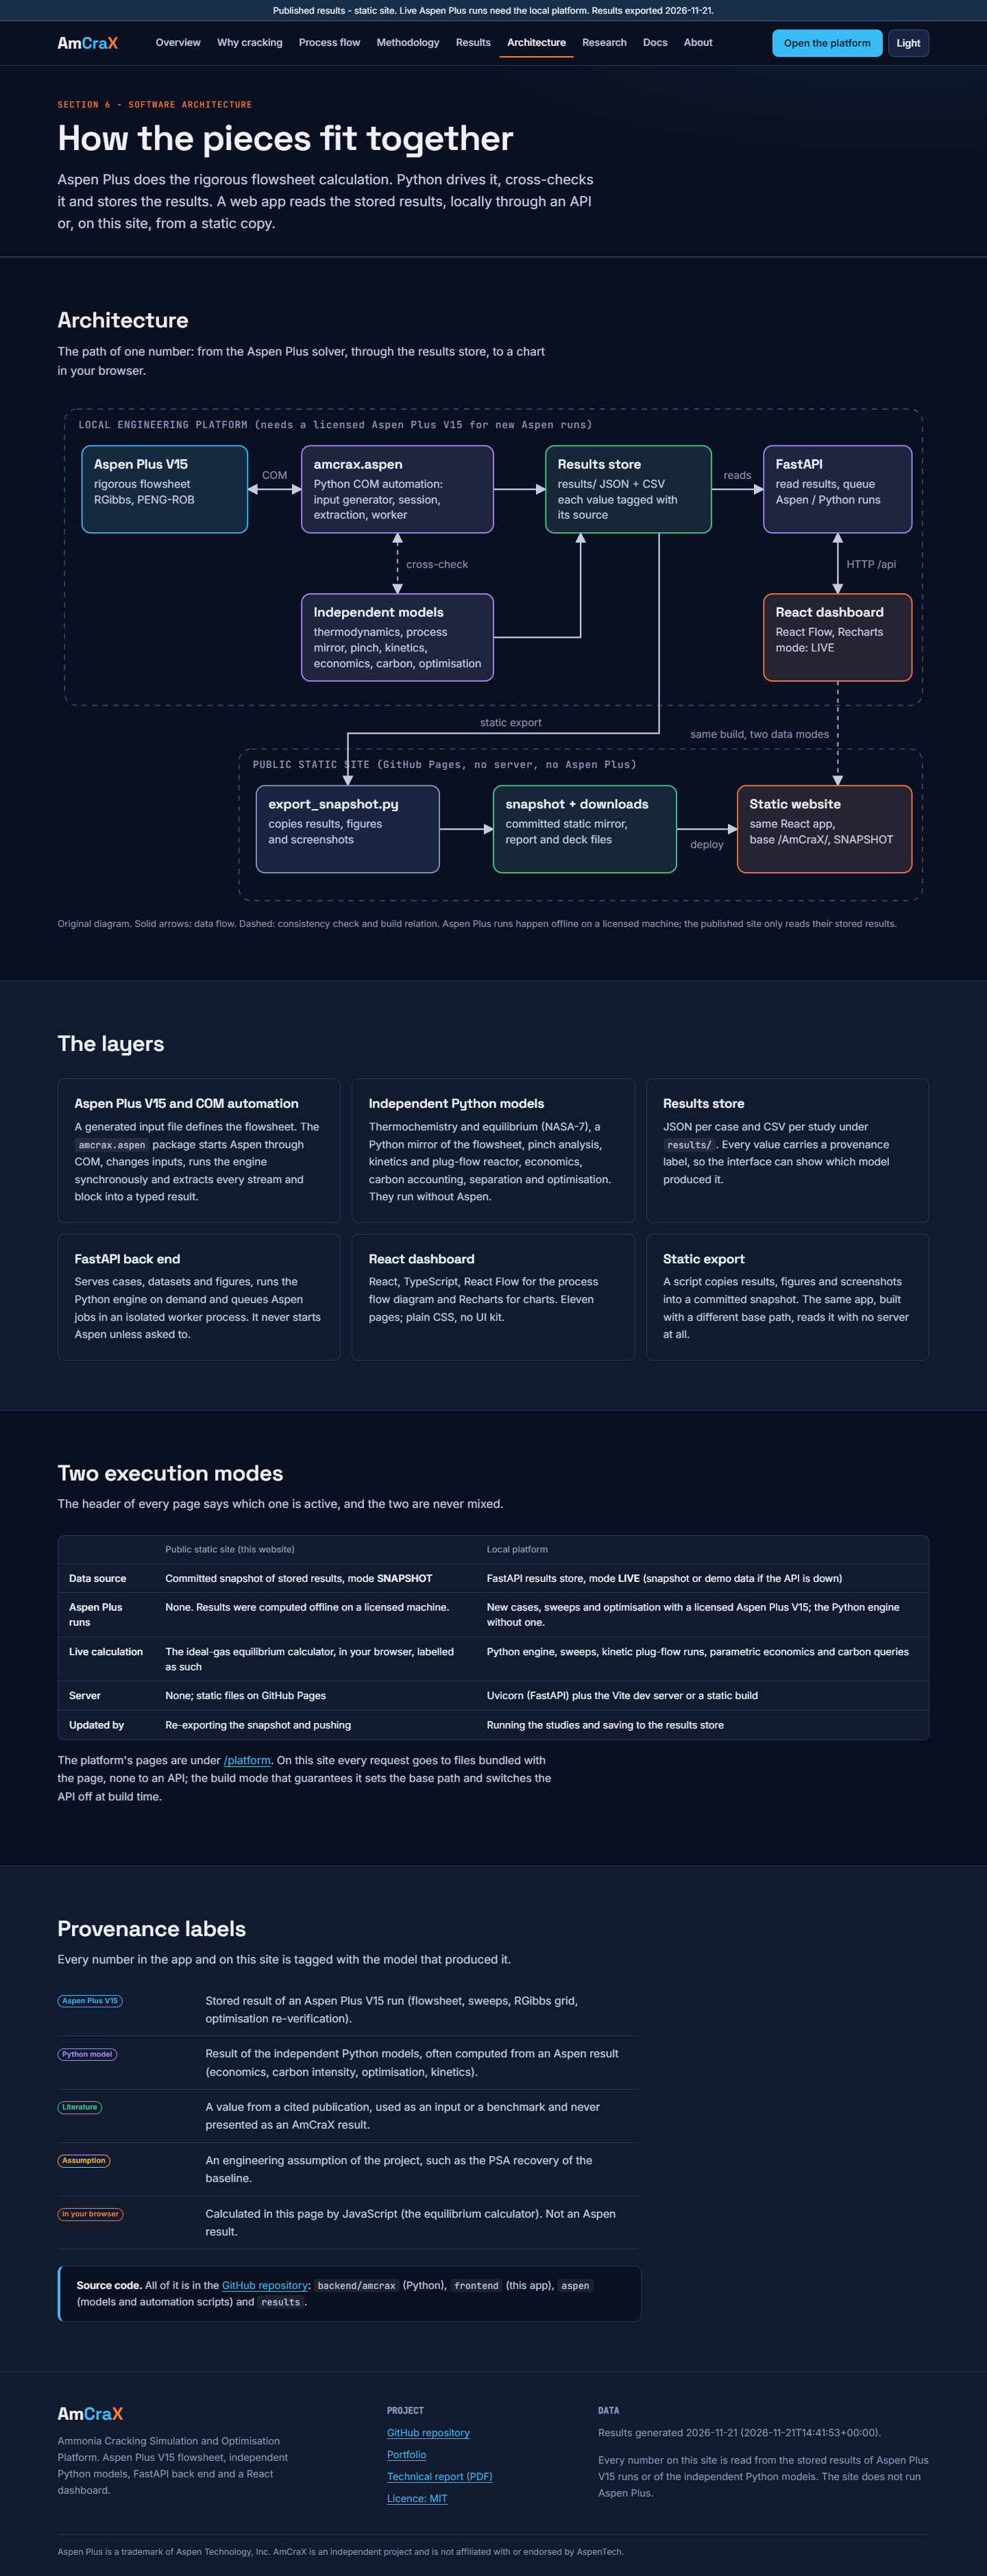 Published results - static site. Live Aspen Plus runs need the local platform. Results exported 2026-11-21.
AmCraX
Overview
Why cracking
Process flow
Methodology
Results
Architecture
Research
Docs
About
Open the platform
Light
SECTION 6 - SOFTWARE ARCHITECTURE
How the pieces fit together
Aspen Plus does the rigorous flowsheet calculation. Python drives it, cross-checks
it and stores the results. A web app reads the stored results, locally through an API
or, on this site, from a static copy.
Architecture
The path of one number: from the Aspen Plus solver, through the results store, to a chart
in your browser.
LOCAL ENGINEERING PLATFORM (needs a licensed Aspen Plus V15 for new Aspen runs)
Aspen Plus V15
rigorous flowsheet
RGibbs, PENG-ROB
COM
amcrax.aspen
Python COM automation:
input generator, session,
extraction, worker
Results store
results/ JSON + CSV
each value tagged with
its source
reads
FastAPI
read results, queue
Aspen / Python runs
cross-check
HTTP /api
Independent models
thermodynamics, process
mirror, pinch, kinetics,
economics, carbon, optimisation
React dashboard
React Flow, Recharts
mode: LIVE
static export
same build, two data modes
PUBLIC STATIC SITE (GitHub Pages, no server, no Aspen Plus)
export_snapshot.py
copies results, figures
and screenshots
snapshot + downloads
committed static mirror,
report and deck files
deploy
Static website
same React app,
base /AmCraX/, SNAPSHOT
Original diagram. Solid arrows: data flow. Dashed: consistency check and build relation. Aspen Plus runs happen offline on a licensed machine; the published site only reads their stored results.
The layers
Aspen Plus V15 and COM automation
A generated input file defines the flowsheet. The
amcrax.aspen package starts Aspen through
COM, changes inputs, runs the engine
synchronously and extracts every stream and
block into a typed result.
Independent Python models
Thermochemistry and equilibrium (NASA-7), a
Python mirror of the flowsheet, pinch analysis,
kinetics and plug-flow reactor, economics,
carbon accounting, separation and optimisation.
They run without Aspen.
Results store
JSON per case and CSV per study under
results/ . Every value carries a provenance
label, so the interface can show which model
produced it.
FastAPI back end
Serves cases, datasets and figures, runs the
Python engine on demand and queues Aspen
jobs in an isolated worker process. It never starts
Aspen unless asked to.
React dashboard
React, TypeScript, React Flow for the process
flow diagram and Recharts for charts. Eleven
pages; plain CSS, no UI kit.
Static export
A script copies results, figures and screenshots
into a committed snapshot. The same app, built
with a different base path, reads it with no server
at all.
Two execution modes
The header of every page says which one is active, and the two are never mixed.
Public static site (this website)
Local platform
Data source
Committed snapshot of stored results, mode SNAPSHOT
FastAPI results store, mode LIVE (snapshot or demo data if the API is down)
Aspen Plus
runs
None. Results were computed offline on a licensed machine.
New cases, sweeps and optimisation with a licensed Aspen Plus V15; the Python engine
without one.
Live calculation
The ideal-gas equilibrium calculator, in your browser, labelled
as such
Python engine, sweeps, kinetic plug-flow runs, parametric economics and carbon queries
Server
None; static files on GitHub Pages
Uvicorn (FastAPI) plus the Vite dev server or a static build
Updated by
Re-exporting the snapshot and pushing
Running the studies and saving to the results store
The platform's pages are under /platform. On this site every request goes to files bundled with
the page, none to an API; the build mode that guarantees it sets the base path and switches the
API off at build time.
Provenance labels
Every number in the app and on this site is tagged with the model that produced it.
Aspen Plus V15
Stored result of an Aspen Plus V15 run (flowsheet, sweeps, RGibbs grid,
optimisation re-verification).
Python model
Result of the independent Python models, often computed from an Aspen result
(economics, carbon intensity, optimisation, kinetics).
Literature
A value from a cited publication, used as an input or a benchmark and never
presented as an AmCraX result.
Assumption
An engineering assumption of the project, such as the PSA recovery of the
baseline.
in your browser
Calculated in this page by JavaScript (the equilibrium calculator). Not an Aspen
result.
Source code. All of it is in the GitHub repository: backend/amcrax (Python), frontend (this app), aspen
(models and automation scripts) and results .
AmCraX
Ammonia Cracking Simulation and Optimisation
Platform. Aspen Plus V15 flowsheet, independent
Python models, FastAPI back end and a React
dashboard.
PROJECT
GitHub repository
Portfolio
Technical report (PDF)
Licence: MIT
DATA
Results generated 2026-11-21 (2026-11-21T14:41:53+00:00).
Every number on this site is read from the stored results of Aspen Plus
V15 runs or of the independent Python models. The site does not run
Aspen Plus.
Aspen Plus is a trademark of Aspen Technology, Inc. AmCraX is an independent project and is not affiliated with or endorsed by AspenTech.